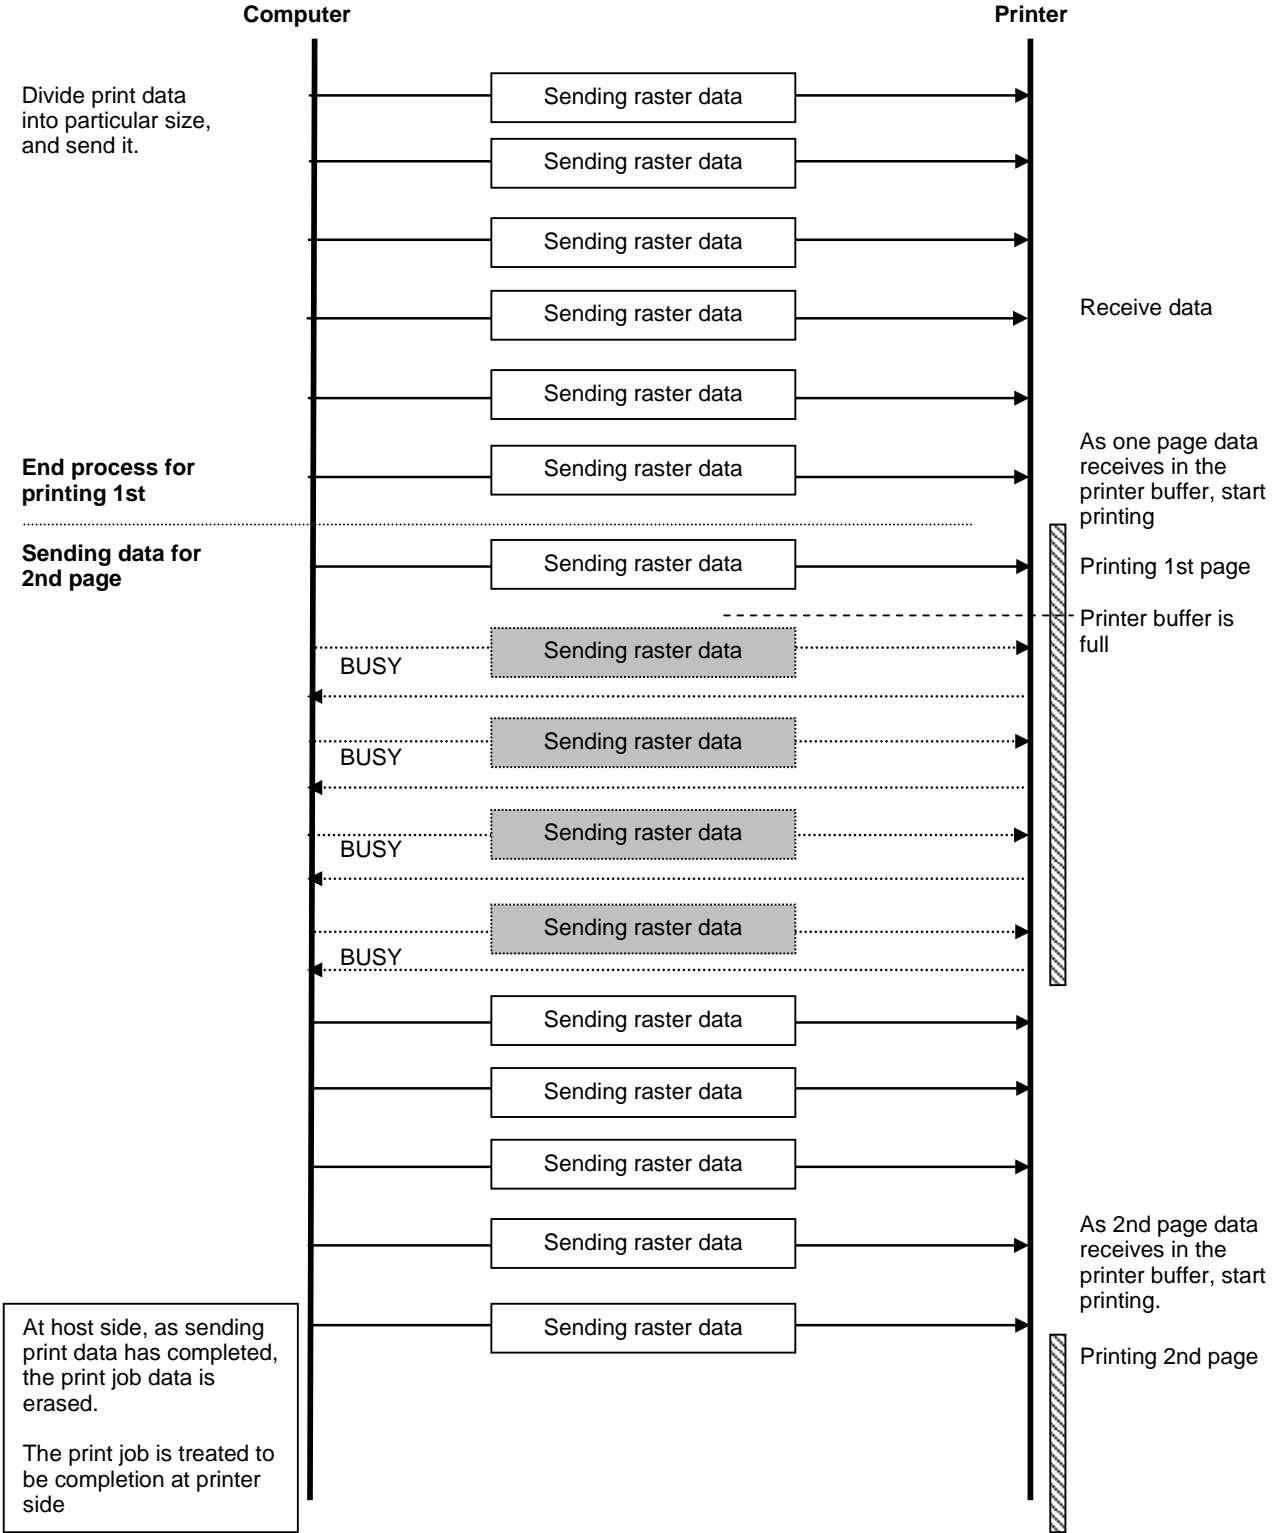 Computer
Printer
Divide print data
into particular size,
and send it.
Sending raster data
Sending raster data
Sending raster data
Sending raster data
Receive data
Sending raster data
End process for
printing 1st
Sending raster data
As one page data
receives in the
printer buffer, start
printing
Sending data for
2nd page
Sending raster data
Printing 1st page
Printer buffer is
full
Sending raster data
BUSY
Sending raster data
BUSY
Sending raster data
BUSY
Sending raster data
BUSY
Sending raster data
Sending raster data
Sending raster data
Sending raster data
As 2nd page data
receives in the
printer buffer, start
printing.
Sending raster data
At host side, as sending
print data has completed,
the print job data is
erased.
The print job is treated to
be completion at printer
side
Printing 2nd page